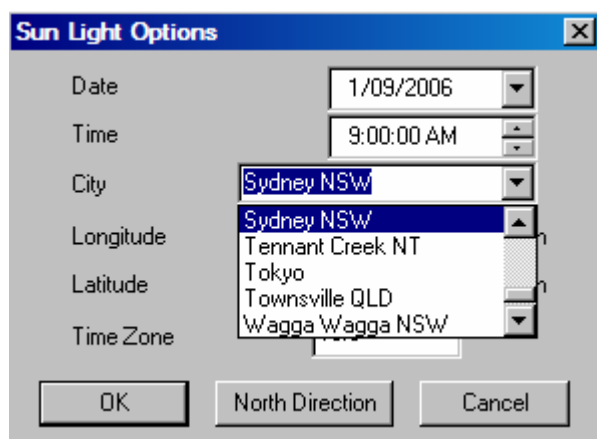 Sun Light Options
Date 1/09/2006
Time 9:00:00 AM
City Sydney NSW
Sydney NSW
Longitude
Tennant Creek NT
Tokyo
Latitude
Townsville QLD
Wagga Wagga NSW
Time Zone
OK North Direction Cancel